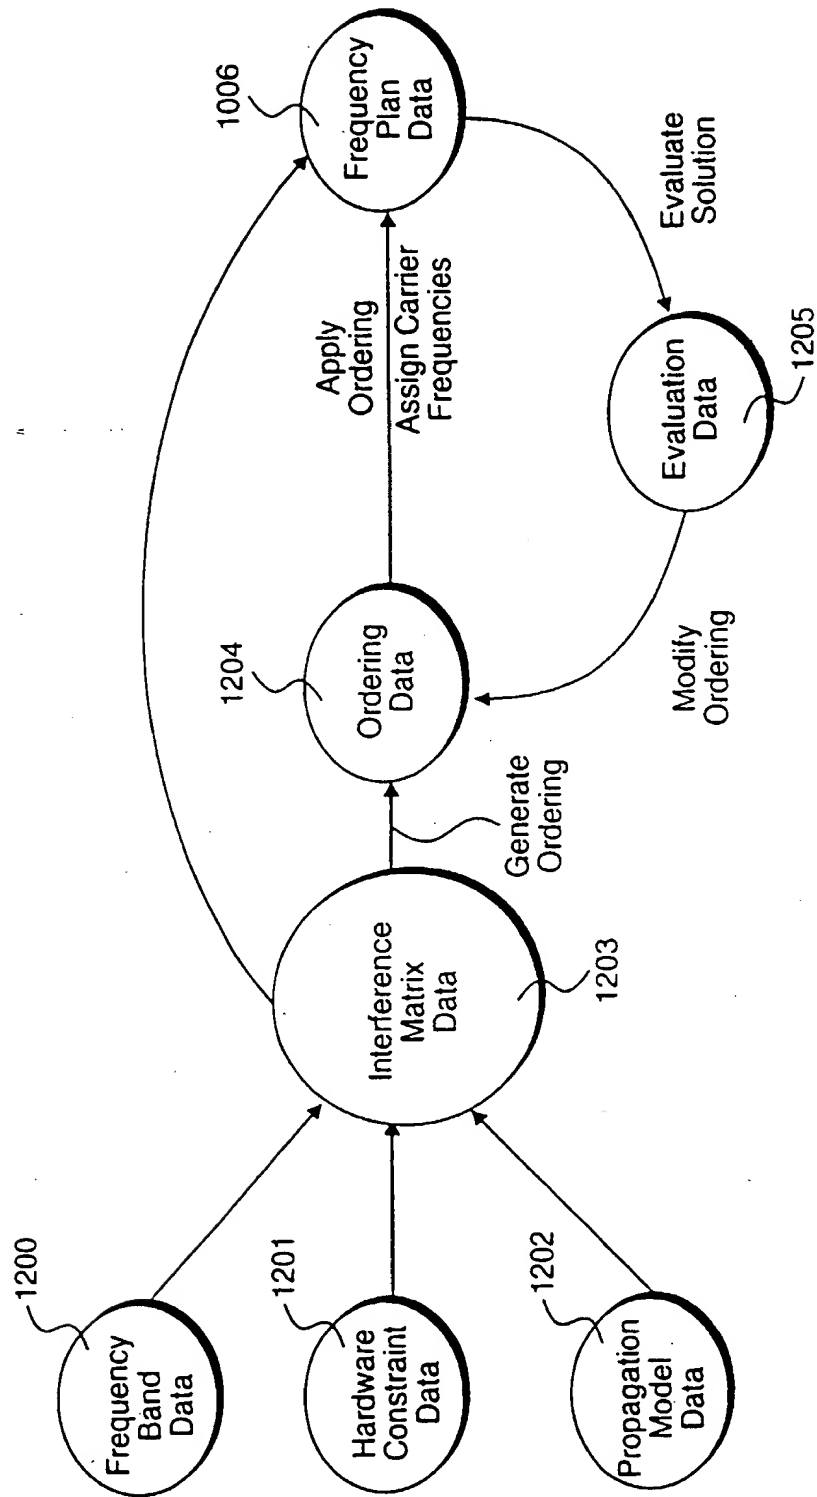 1200
Frequency
Band
Data
1201
Hardware
Constraint
Data
1202
Propagation
Model
Data
Interference
Matrix
Data
1203
Generate
Ordering
1204
Ordering
Data
Apply
Ordering
Assign Carrier
Frequencies
1006
Frequency
Plan
Data
Evaluate
Solution
Evaluation
Data
1205
Modify
Ordering